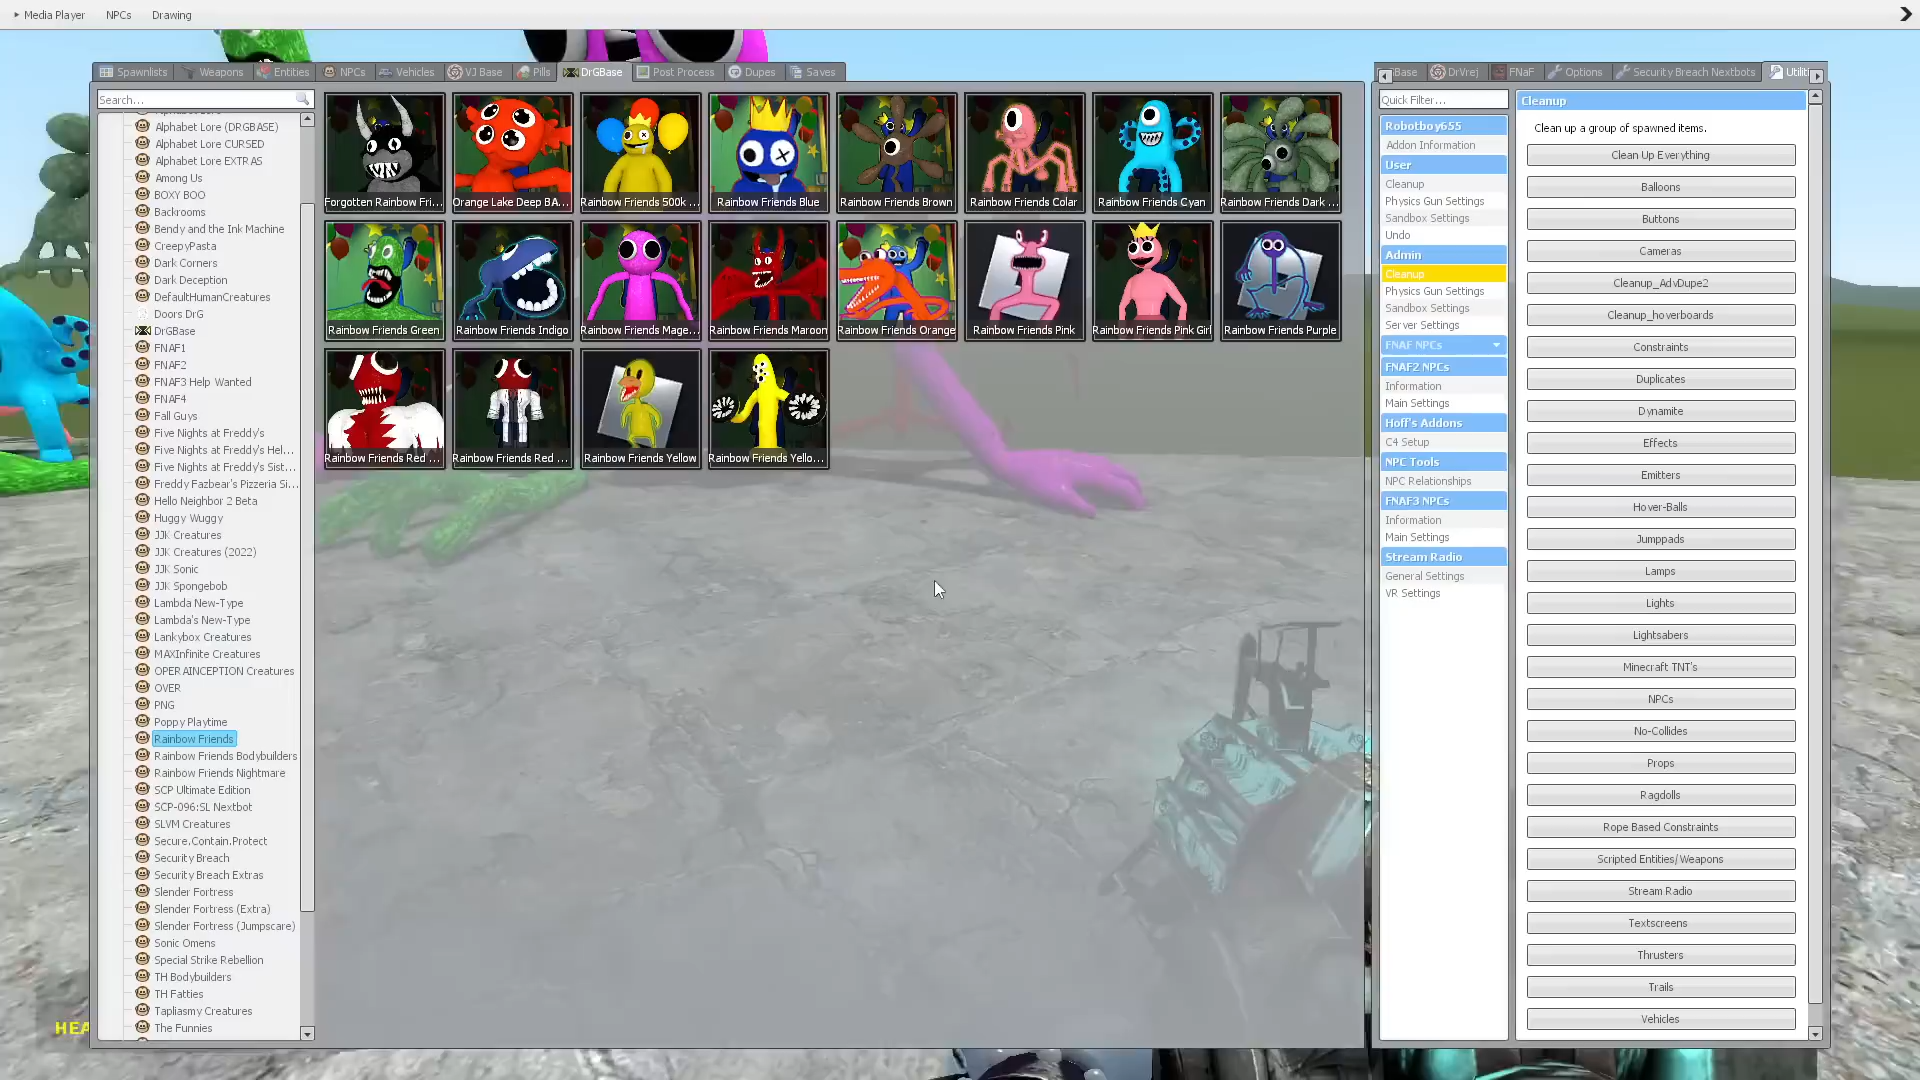 Media Player NPCs Drawing
Spawnlists Weapons Entities NPCs Vehicles VJ Base Pills DrGBase Post Process Dupes Saves
Base DrVrej FNaF Options Security Breach Nextbots Utilit
Search...
Alphabet Lore (DRGBASE)
Alphabet Lore CURSED
Alphabet Lore EXTRAS
Among Us
BOXY BOO
Backrooms
Bendy and the Ink Machine
CreepyPasta
Dark Corners
Dark Deception
DefaultHumanCreatures
Doors DrG
DrGBase
FNAF1
FNAF2
FNAF3 Help Wanted
FNAF4
Fall Guys
Five Nights at Freddy's
Five Nights at Freddy's Hel...
Five Nights at Freddy's Sist...
Freddy Fazbear's Pizzeria Si...
Hello Neighbor 2 Beta
Huggy Wuggy
JJK Creatures
JJK Creatures (2022)
JJK Sonic
JJK Spongebob
Lambda New-Type
Lambda's New-Type
Lankybox Creatures
MAXInfinite Creatures
OPERAINCEPTION Creatures
OVER
PNG
Poppy Playtime
Rainbow Friends
Rainbow Friends Bodybuilders
Rainbow Friends Nightmare
SCP Ultimate Edition
SCP-096:SL Nextbot
SLVM Creatures
Secure.Contain.Protect
Security Breach
Security Breach Extras
Slender Fortress
Slender Fortress (Extra)
Slender Fortress (Jumpscare)
Sonic Omens
Special Strike Rebellion
TH Bodybuilders
TH Fatties
Tapliasmy Creatures
The Funnies
HEA
Forgotten Rainbow Fri... Orange Lake Deep BA... Rainbow Friends 500k ... Rainbow Friends Blue Rainbow Friends Brown Rainbow Friends Colar Rainbow Friends Cyan Rainbow Friends Dark ...
Rainbow Friends Green Rainbow Friends Indigo Rainbow Friends Mage... Rainbow Friends Maroon Rainbow Friends Orange Rainbow Friends Pink Rainbow Friends Pink Girl Rainbow Friends Purple
Rainbow Friends Red ... Rainbow Friends Red ... Rainbow Friends Yellow Rainbow Friends Yello...
Quick Filter...
Robotboy655
Addon Information
User
Cleanup
Physics Gun Settings
Sandbox Settings
Undo
Admin
Cleanup
Physics Gun Settings
Sandbox Settings
Server Settings
FNAF NPCs
FNAF2 NPCs
Information
Main Settings
Hoff's Addons
C4 Setup
NPC Tools
NPC Relationships
FNAF3 NPCs
Information
Main Settings
Stream Radio
General Settings
VR Settings
Cleanup
Clean up a group of spawned items.
Clean Up Everything
Balloons
Buttons
Cameras
Cleanup_AdvDupe2
Cleanup_hoverboards
Constraints
Duplicates
Dynamite
Effects
Emitters
Hover-Balls
Jumppads
Lamps
Lights
Lightsabers
Minecraft TNT's
NPCs
No-Collides
Props
Ragdolls
Rope Based Constraints
Scripted Entities/Weapons
Stream Radio
Textscreens
Thrusters
Trails
Vehicles